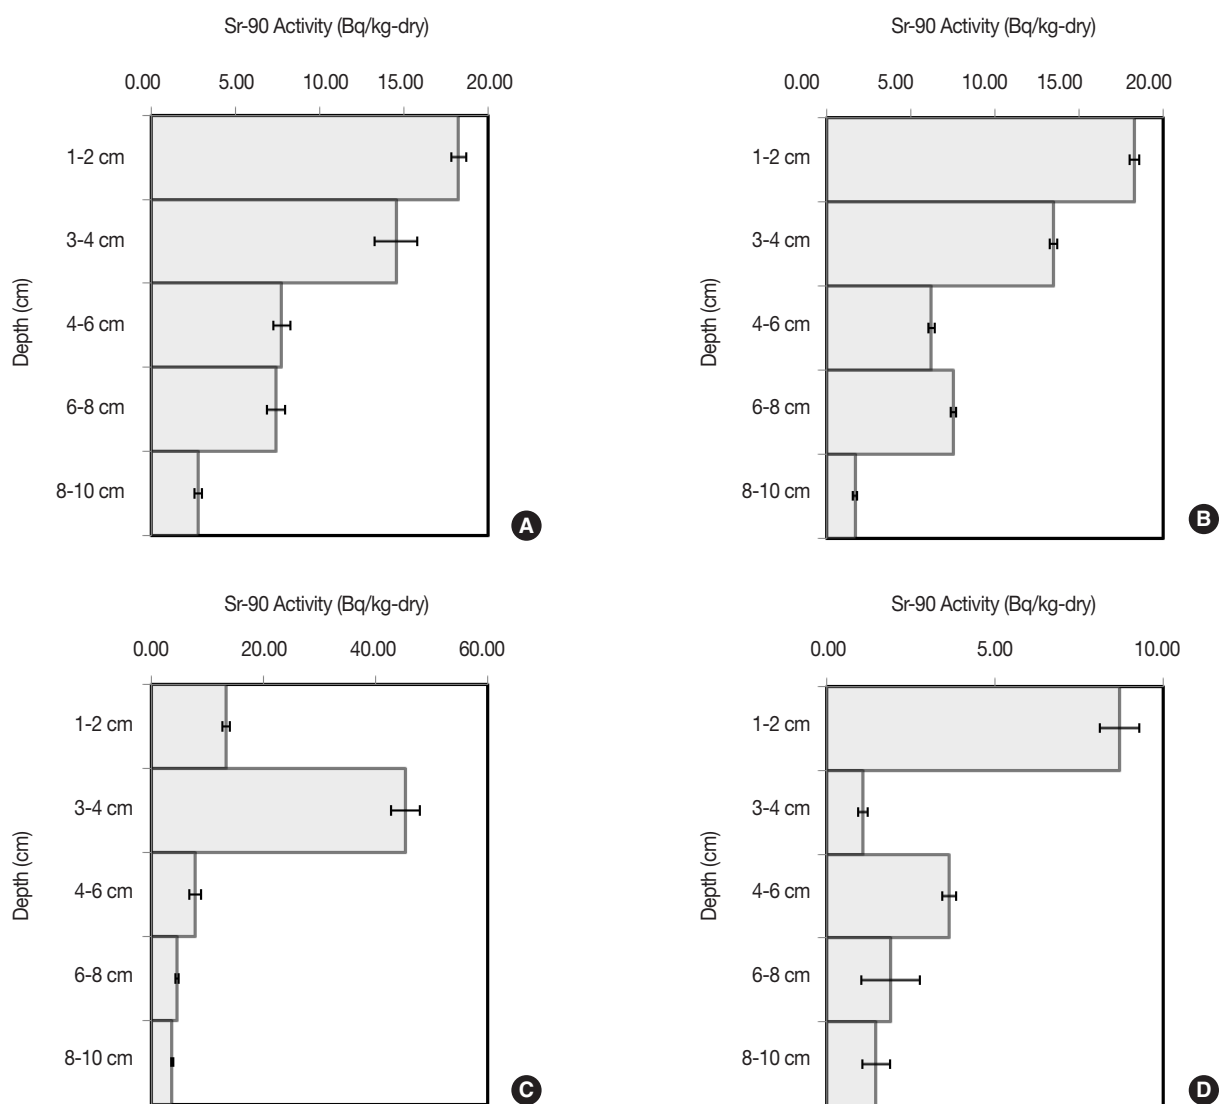 Sr-90 Activity (Bq/kg-dry)
0.00 5.00 10.00 15.00 20.00
1-2 cm
3-4 cm
4-6 cm
6-8 cm
8-10 cm
Depth (cm)
A
Sr-90 Activity (Bq/kg-dry)
0.00 5.00 10.00 15.00 20.00
1-2 cm
3-4 cm
4-6 cm
6-8 cm
8-10 cm
Depth (cm)
B
Sr-90 Activity (Bq/kg-dry)
0.00 20.00 40.00 60.00
1-2 cm
3-4 cm
4-6 cm
6-8 cm
8-10 cm
Depth (cm)
C
Sr-90 Activity (Bq/kg-dry)
0.00 5.00 10.00
1-2 cm
3-4 cm
4-6 cm
6-8 cm
8-10 cm
Depth (cm)
D